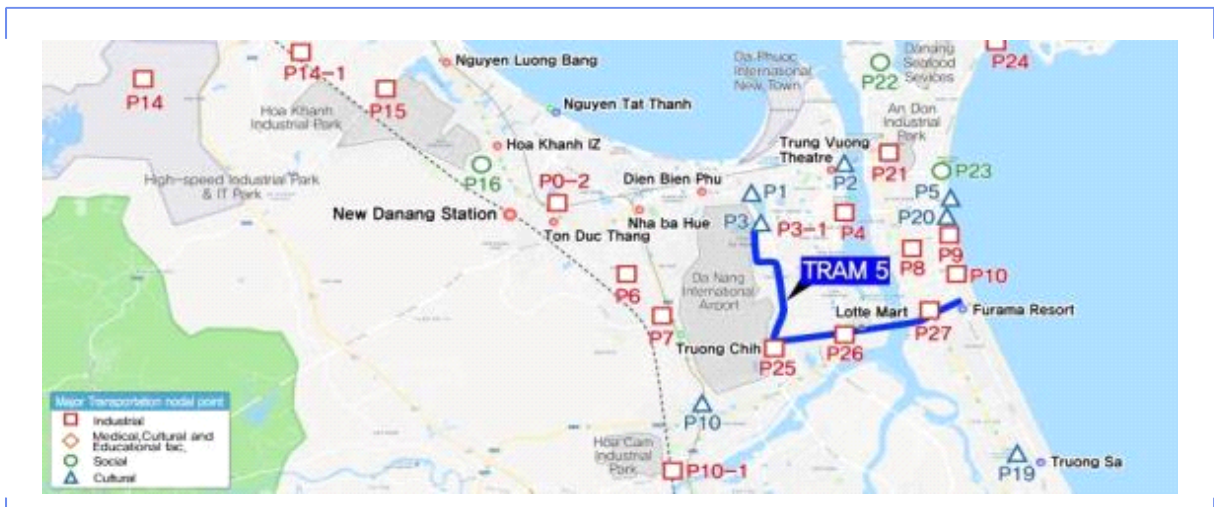 P14
P14-1
P15
Hoa Khanh
Industrial Park
Nguyen Luong Bang
Nguyen Tat Thanh
Hoa Khanh IZ
P16
High-speed Industrial Park
& IT Park
P0-2
New Danang Station
Ton Duc Thang
Nha ba Hue
Dien Bien Phu
Da Phuoc
International
New, Town
Trung Vuong
Theatre
P22
Danang
Seafood
Sevices
P24
An Don
Industrial
Park
P21
P23
P1
P2
P5
P3
P3-1
P4
P20
P9
P8
P10
TRAM 5
Da Nang
International
Airport
P6
P7
Truong Chih
P25
Lotte Mart
P26
P27
Furama Resort
P10
Hoa Cam
Industrial
Park
P10-1
P19
Truong Sa
Major Transportation nodal point
Industrial
Medical,Cultural and
Educational fac,
Social
Cultural